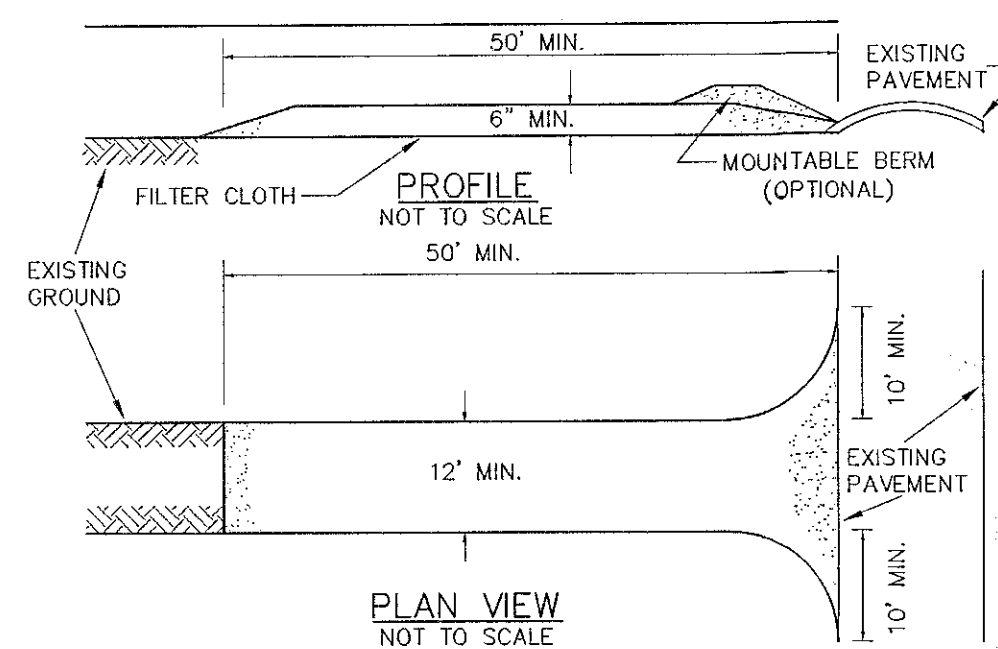 50' MIN.
EXISTING
PAVEMENT
6" MIN.
MOUNTABLE BERM
(OPTIONAL)
FILTER CLOTH
PROFILE
NOT TO SCALE
50' MIN.
EXISTING
GROUND
10' MIN.
12' MIN.
EXISTING
PAVEMENT
10' MIN.
PLAN VIEW
NOT TO SCALE